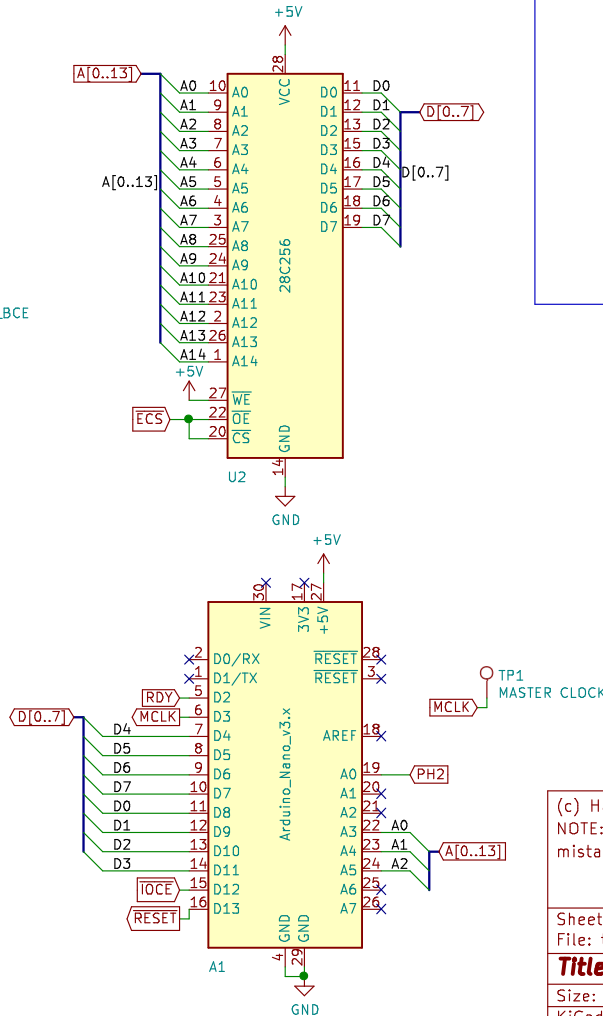 +5V
28
VCC
A[0..13]
A0 10 A0 D0 11 D0
A1 9 A1 D1 12 D1
D[0..7]
A2 8 A2 D2 13 D2
A3 7 A3 D3 15 D3
A4 6 A4 D4 16 D4
D[0..7]
A[0..13]
A5 5 A5 D5 17 D5
A6 4 A6 D6 18 D6
A7 3 A7 D7 19 D7
A8 25 A8
A9 24 A9
A10 21 A10
28C256
A11 23 A11
_BCE
A12 2 A12
A13 26 A13
A14 1 A14
+5V
27 WE
ECS
22 OE
20 CS
GND
14
U2
GND
+5V
30 17 27
VIN 3V3 +5V
2 D0/RX RESET 28
1 D1/TX RESET 3
TP1
MASTER CLOCK
RDY 5 D2
MCLK 6 D3
MCLK
D[0..7]
D4 7 D4 AREF 18
D5 8 D5
D6 9 D6 A0 19 PH2
Arduino_Nano_v3.x
D7 10 D7 A1 20
D0 11 D8 A2 21
D1 12 D9 A3 22 A0
D2 13 D10 A4 23 A1
A[0..13]
D3 14 D11 A5 24 A2
IOCE 15 D12 A6 25
RESET 16 D13 A7 26
GND GND
4 29
A1
GND
(c) H
NOTE:
mista
Sheet
File:
Title
Size:
KiCad